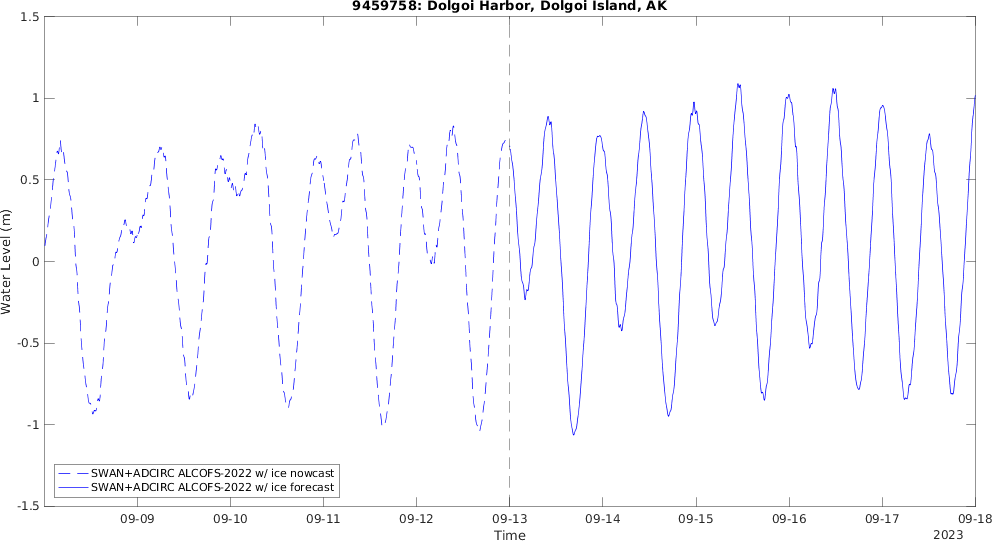 9459758: Dolgoi Harbor, Dolgoi Island, AK
1.5
1
0.5
0
-0.5
-1
-1.5
Water Level (m)
SWAN+ADCIRC ALCOFS-2022 w/ ice nowcast
SWAN+ADCIRC ALCOFS-2022 w/ ice forecast
09-09 09-10 09-11 09-12 09-13 09-14 09-15 09-16 09-17 09-18
Time
2023